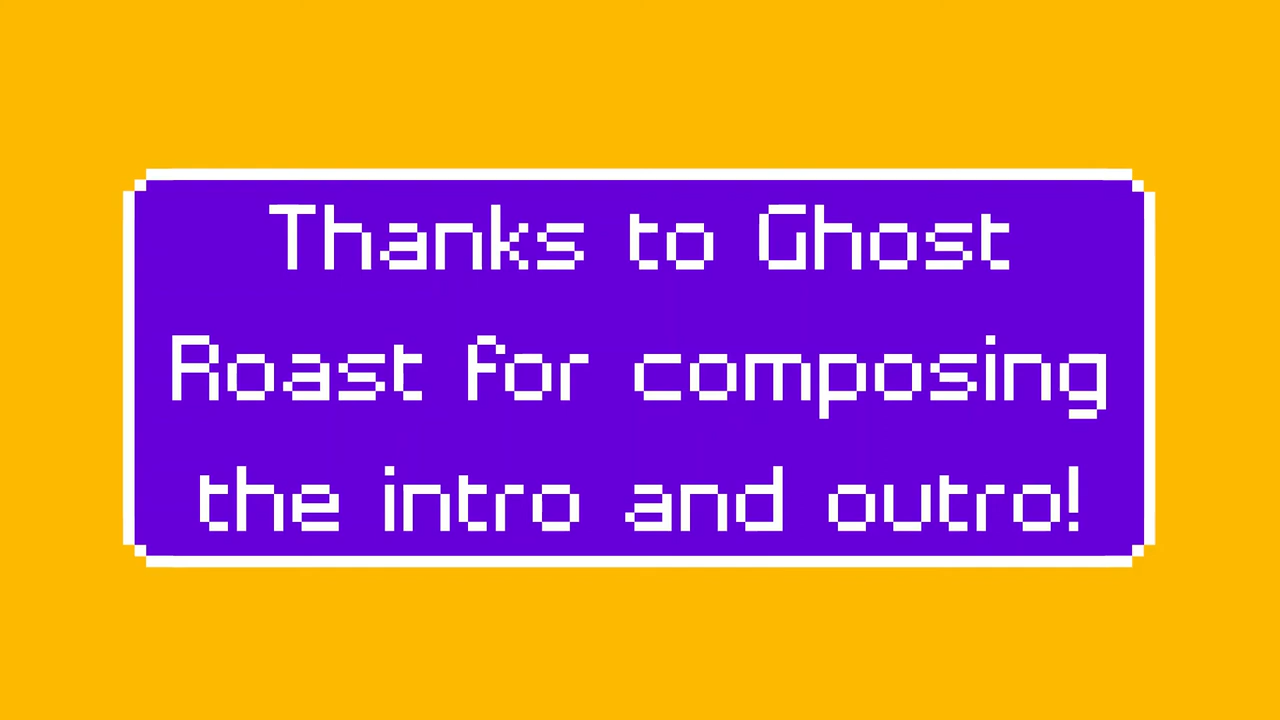 Thanks to Ghost
Roast for composing
the intro and outro!